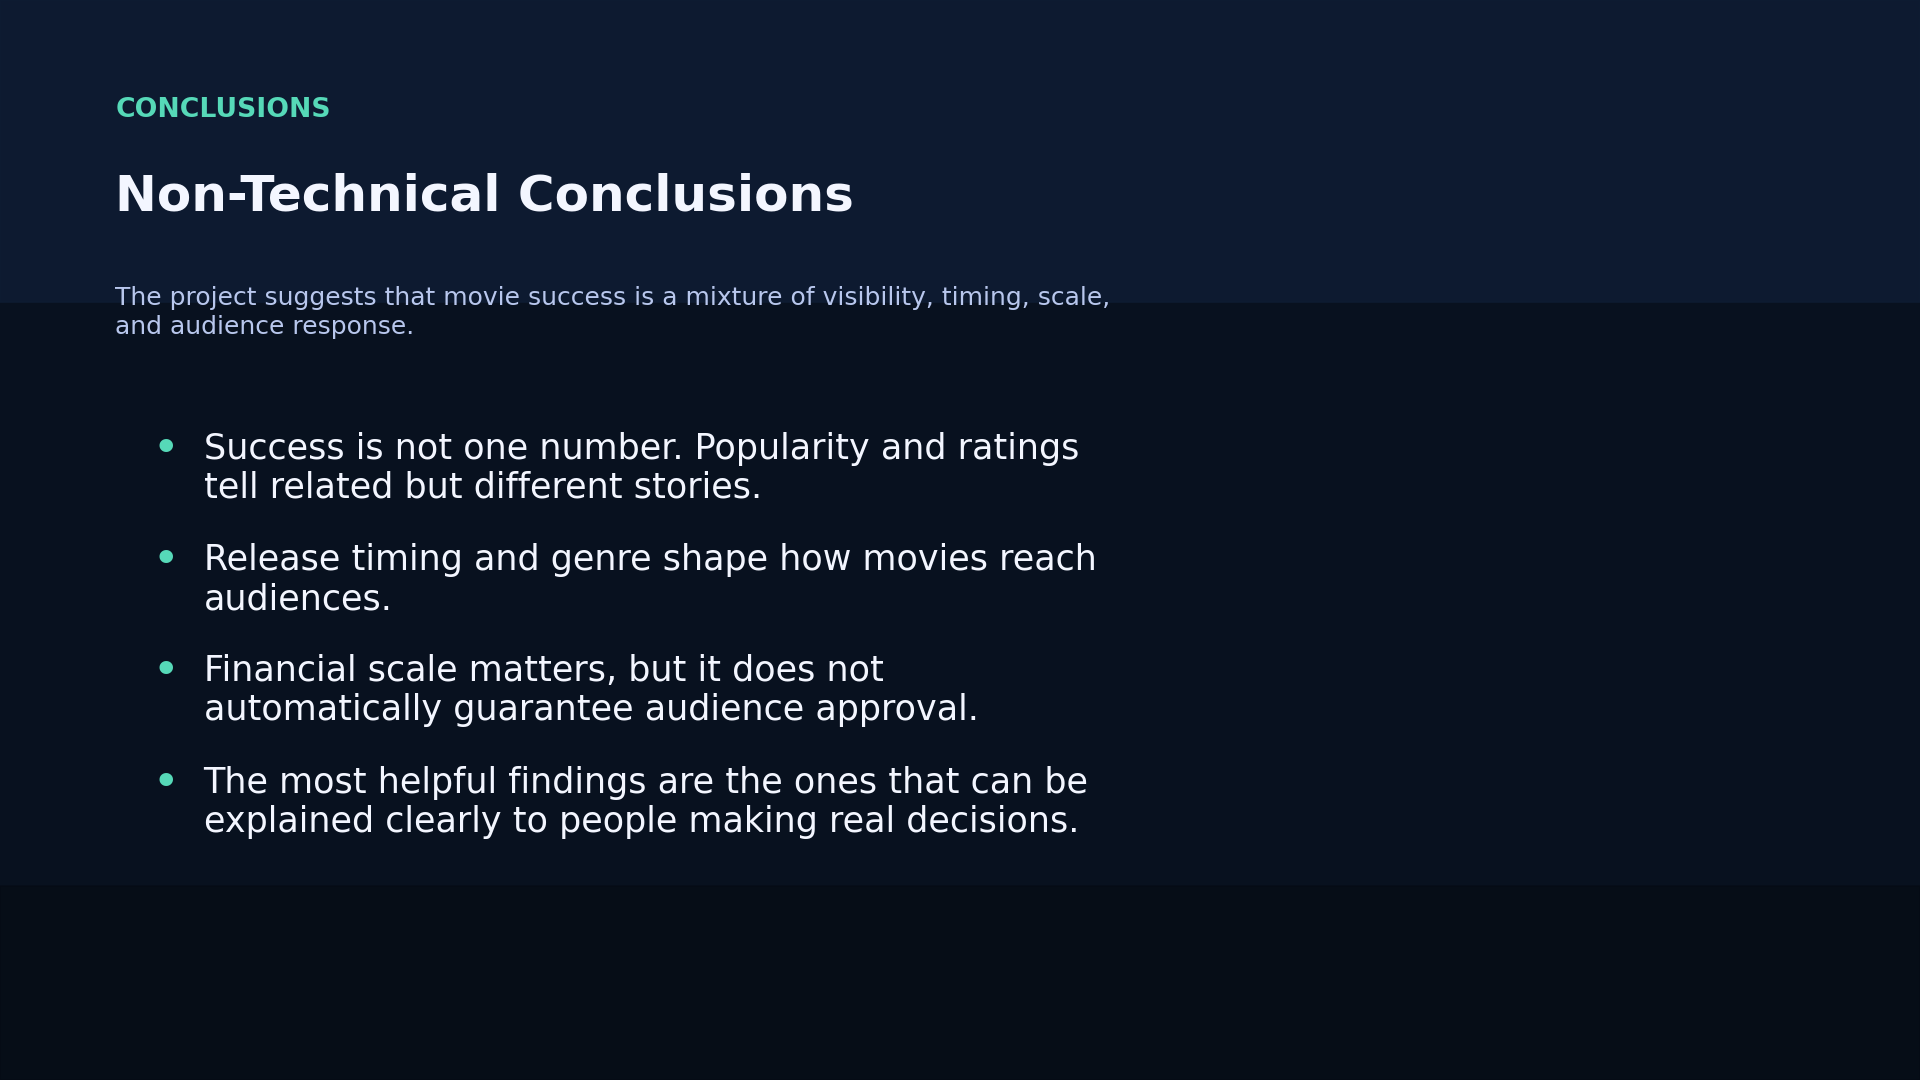 CONCLUSIONS
Non-Technical Conclusions
The project suggests that movie success is a mixture of visibility, timing, scale,
and audience response.
• Success is not one number. Popularity and ratings
tell related but different stories.
• Release timing and genre shape how movies reach
audiences.
• Financial scale matters, but it does not
automatically guarantee audience approval.
• The most helpful findings are the ones that can be
explained clearly to people making real decisions.